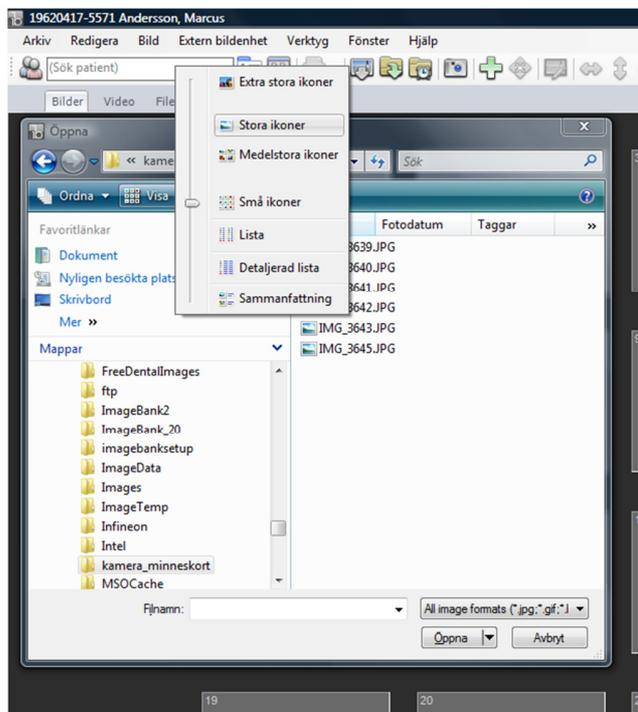 19620417-5571 Andersson, Marcus
Arkiv Redigera Bild Extern bildenhet Verktyg Fönster Hjälp
(Sök patient)
Bilder Video File
Öppna
« kame
Sök
Ordna Visa
Extra stora ikoner
Stora ikoner
Medelstora ikoner
Små ikoner
Lista
Detaljerad lista
Sammanfattning
Favoritlänkar
Dokument
Nyligen besökta plats
Skrivbord
Mer »
Fotodatum Taggar »
3639.JPG
3640.JPG
3641.JPG
3642.JPG
IMG_3643.JPG
IMG_3645.JPG
Mappar
FreeDentalImages
ftp
ImageBank2
ImageBank_20
imagebanksetup
ImageData
Images
ImageTemp
Infineon
Intel
kamera_minneskort
MSOCache
Filnamn:
All image formats (*.jpg;*.gif;*.l
Öppna Avbryt
19 20